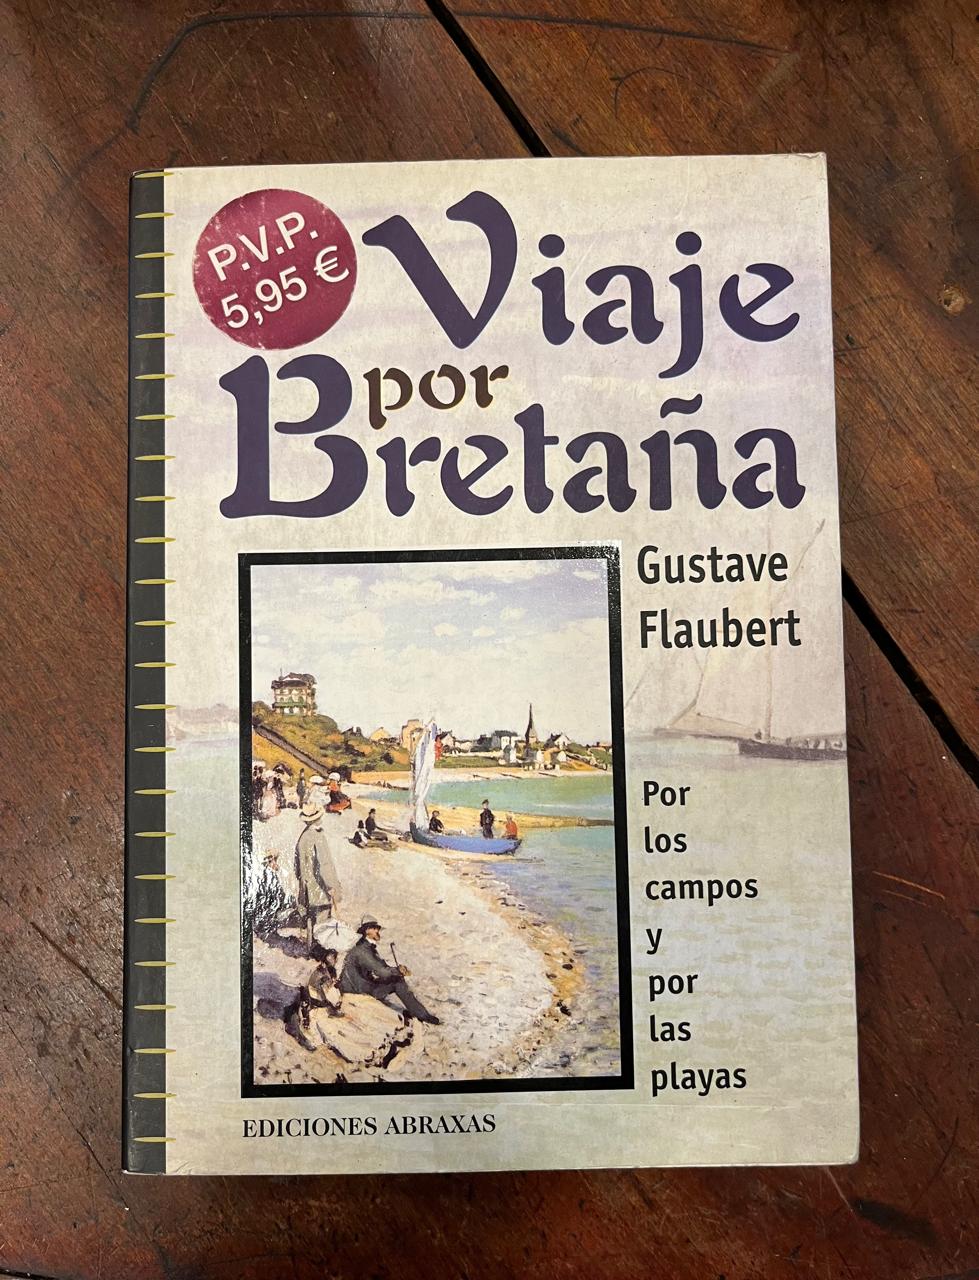 P.V.P.
5,95 €
Viaje
por
Bretaña
Gustave
Flaubert
Por
los
campos
y
por
las
playas
EDICIONES ABRAXAS